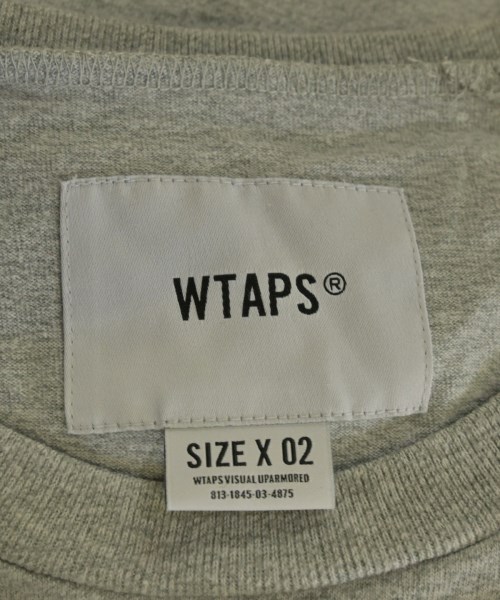 WTAPS®
SIZE X 02
WTAPS VISUAL UPARMORED
813-1845-03-4875